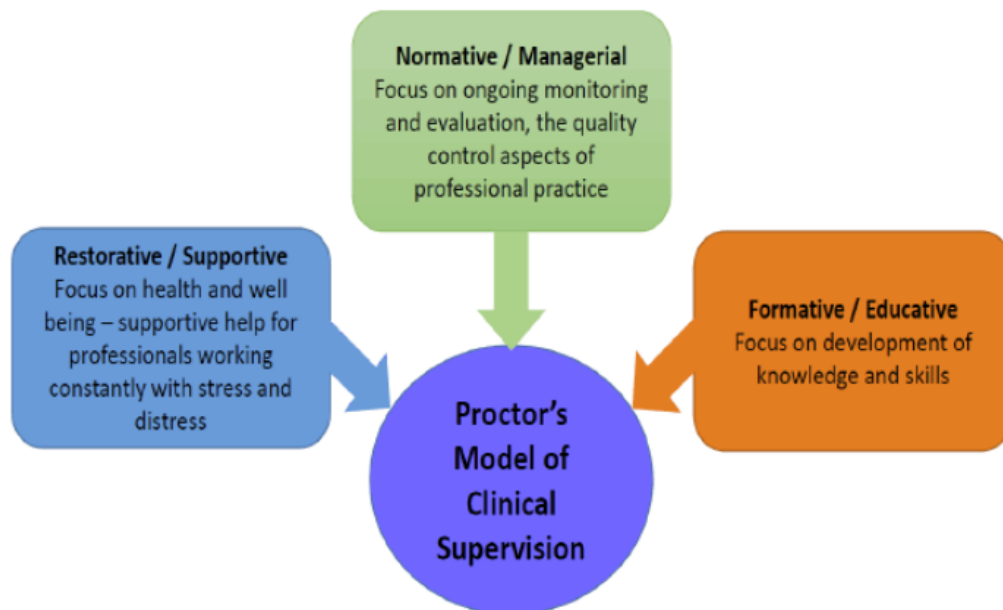 Normative / Managerial
Focus on ongoing monitoring
and evaluation, the quality
control aspects of
professional practice
Restorative / Supportive
Focus on health and well
being – supportive help for
professionals working
constantly with stress and
distress
Formative / Educative
Focus on development of
knowledge and skills
Proctor’s
Model of
Clinical
Supervision